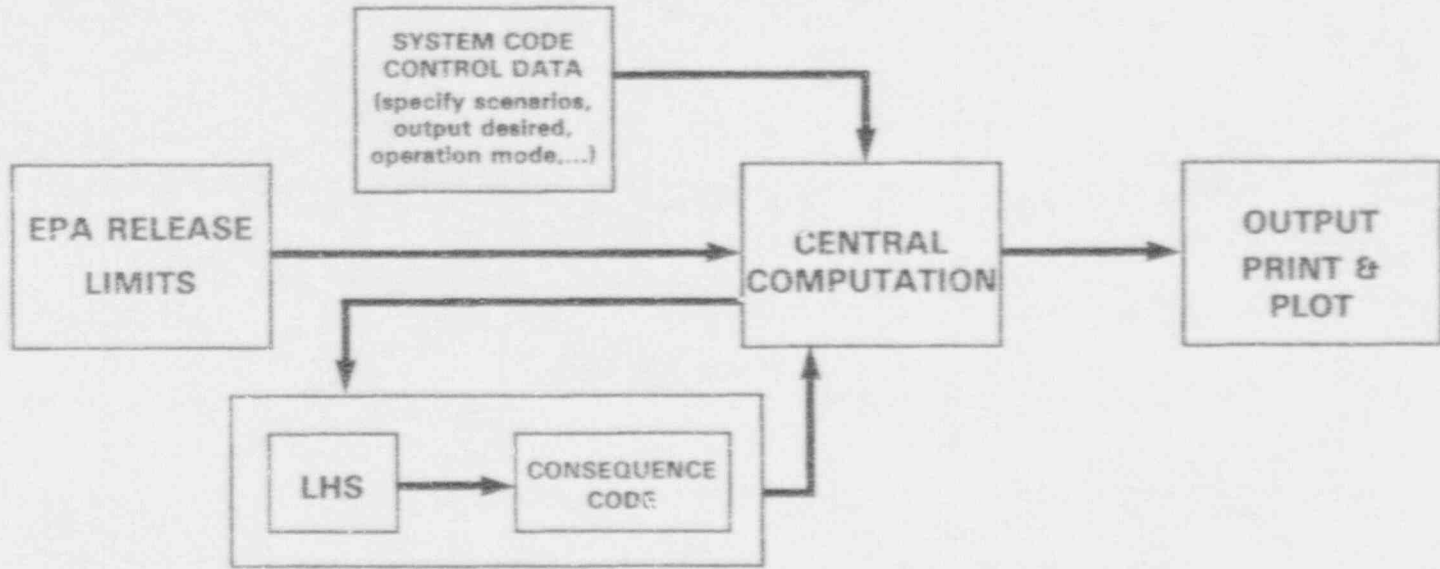 SYSTEM CODE
CONTROL DATA
(specify scenarios,
output desired,
operation mode,...)
EPA RELEASE
LIMITS
CENTRAL
COMPUTATION
OUTPUT
PRINT &
PLOT
LHS
CONSEQUENCE
CODE